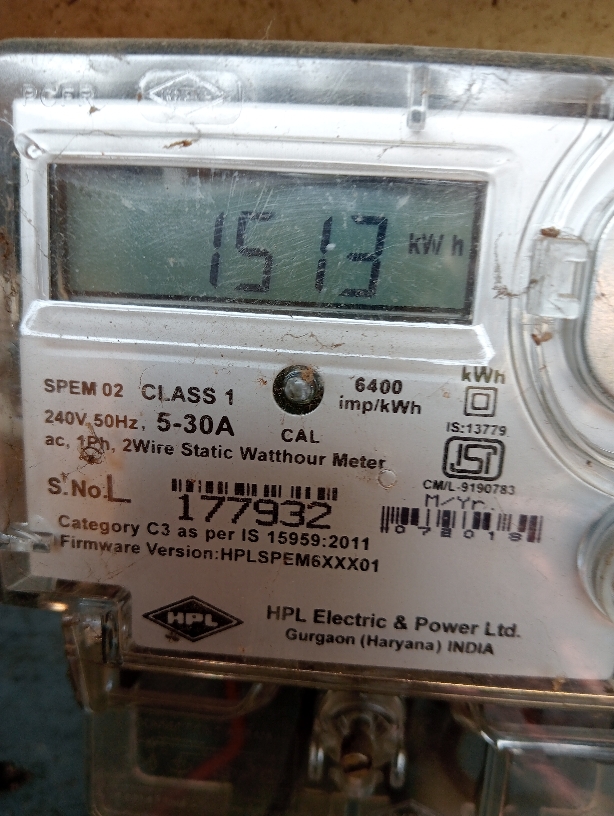 1513 kWh
SPEM 02 CLASS 1
6400
imp/kWh
kWh
240V, 50Hz, 5-30A
CAL
IS:13779
ac, 1Ph, 2Wire Static Watthour Meter
ISI
CM/L-9190783
S.No. L
177932
M/Yr.
072018
Category C3 as per IS 15959:2011
Firmware Version:HPLSPEM6XXX01
HPL
HPL Electric & Power Ltd.
Gurgaon (Haryana) INDIA